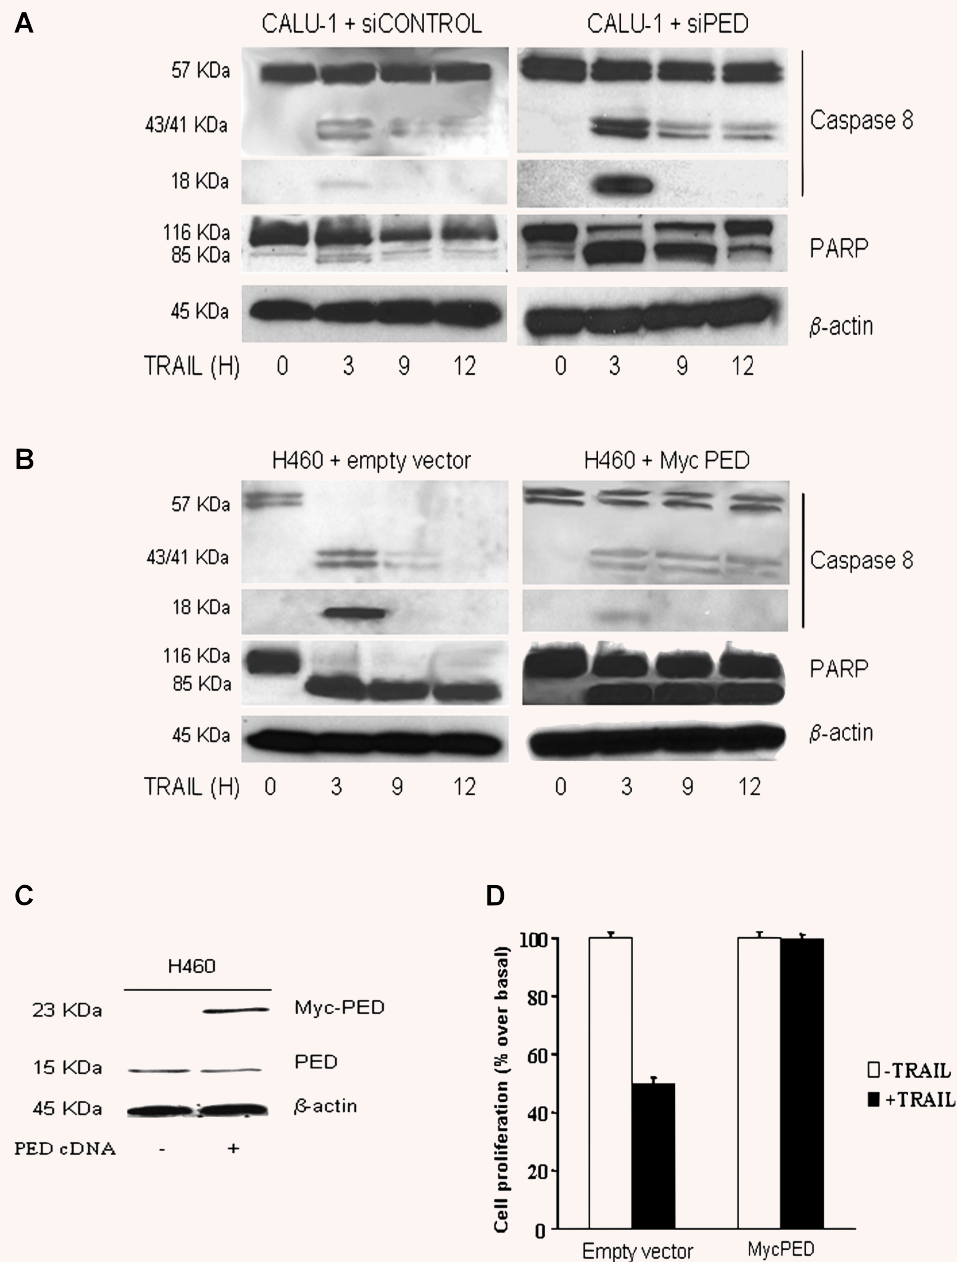 A
CALU-1 + siCONTROL CALU-1 + siPED
57 KDa
43/41 KDa
Caspase 8
18 KDa
116 KDa
85 KDa
PARP
45 KDa
β-actin
TRAIL (H) 0 3 9 12 0 3 9 12
B
H460 + empty vector H460 + Myc PED
57 KDa
43/41 KDa
Caspase 8
18 KDa
116 KDa
85 KDa
PARP
45 KDa
β-actin
TRAIL (H) 0 3 9 12 0 3 9 12
C
H460
23 KDa Myc-PED
15 KDa PED
45 KDa β-actin
PED cDNA - +
D
Cell proliferation (% over basal)
100
80
60
40
20
0
Empty vector MycPED
-TRAIL
+TRAIL